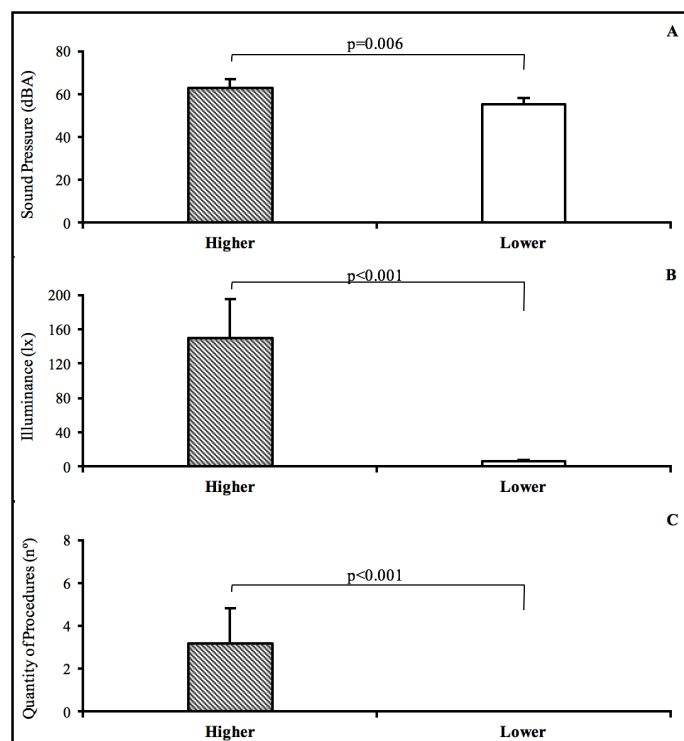 A
p=0.006
Sound Pressure (dBA)
80
60
40
20
0
Higher Lower
B
p<0.001
Illuminance (lx)
200
160
120
80
40
0
Higher Lower
C
p<0.001
Quantity of Procedures (nº)
8
6
4
2
0
Higher Lower